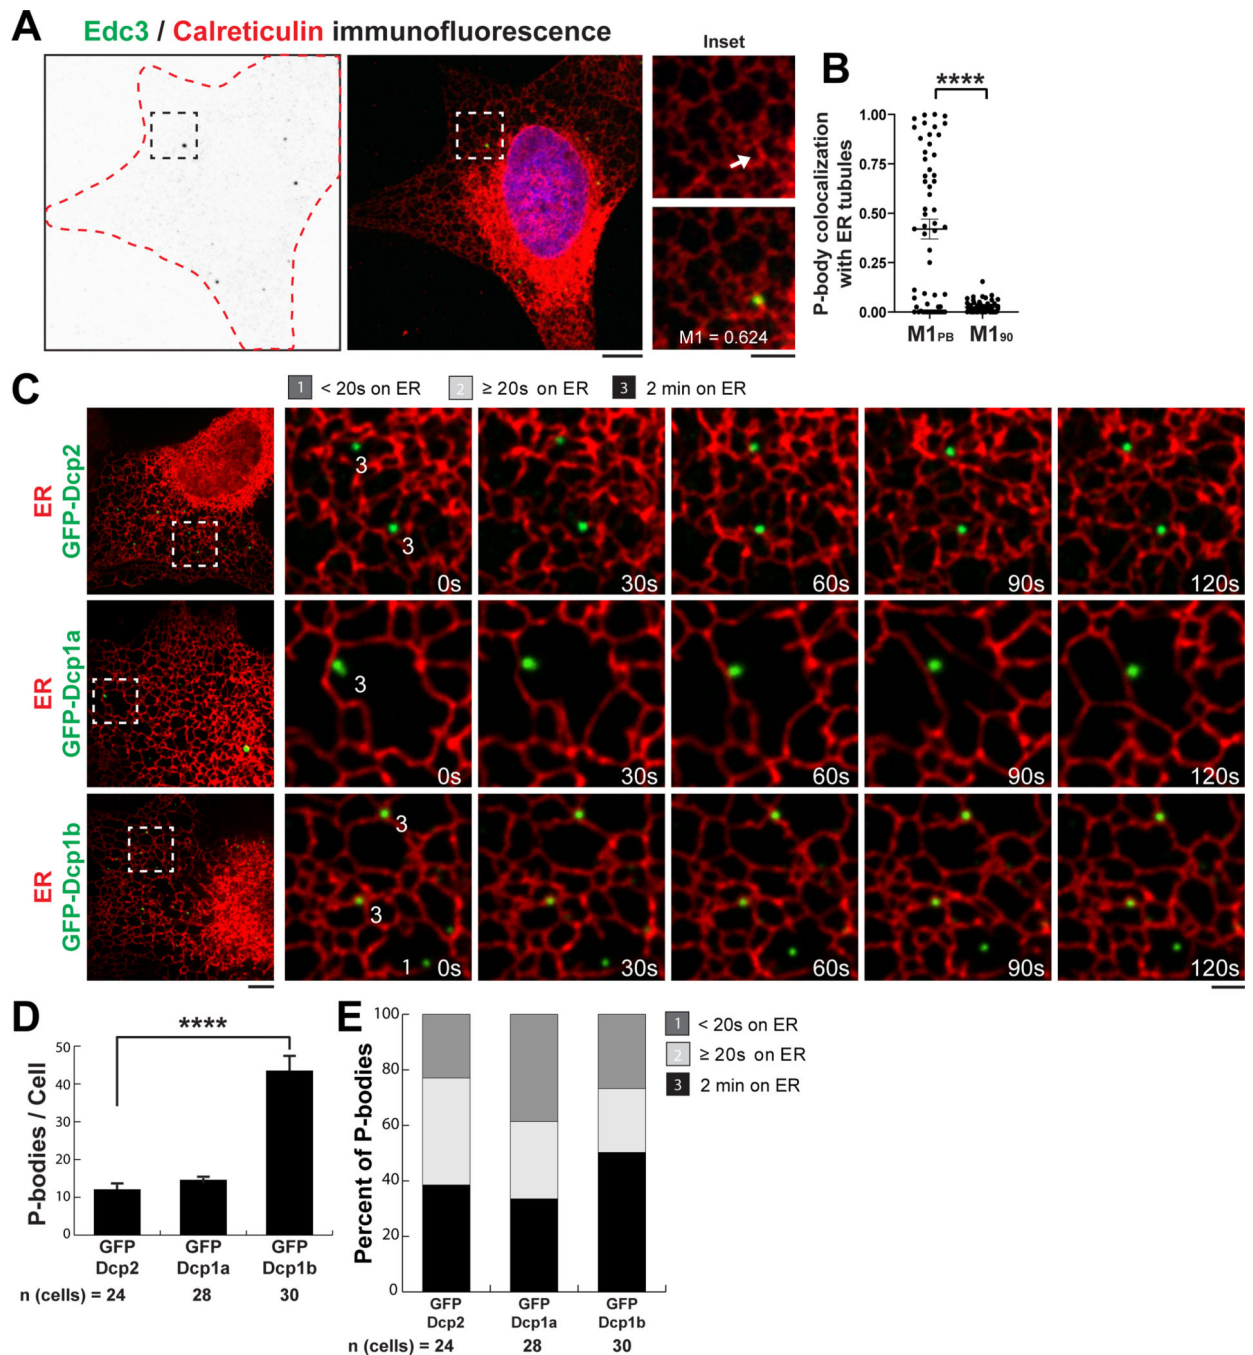 A
Edc3 / Calreticulin immunofluorescence
Inset
M1 = 0.624
B
****
P-body colocalization
with ER tubules
1.00
0.75
0.50
0.25
0.00
M1PB M190
C
1 < 20s on ER 2 ≥ 20s on ER 3 2 min on ER
ER
GFP-Dcp2
3
3
0s 30s 60s 90s 120s
ER
GFP-Dcp1a
3
0s 30s 60s 90s 120s
ER
GFP-Dcp1b
3
3
1 0s 30s 60s 90s 120s
D
****
P-bodies / Cell
50
40
30
20
10
0
GFP GFP GFP
Dcp2 Dcp1a Dcp1b
n (cells) = 24 28 30
E
Percent of P-bodies
100
80
60
40
20
0
GFP GFP GFP
Dcp2 Dcp1a Dcp1b
n (cells) = 24 28 30
1 < 20s on ER
2 ≥ 20s on ER
3 2 min on ER